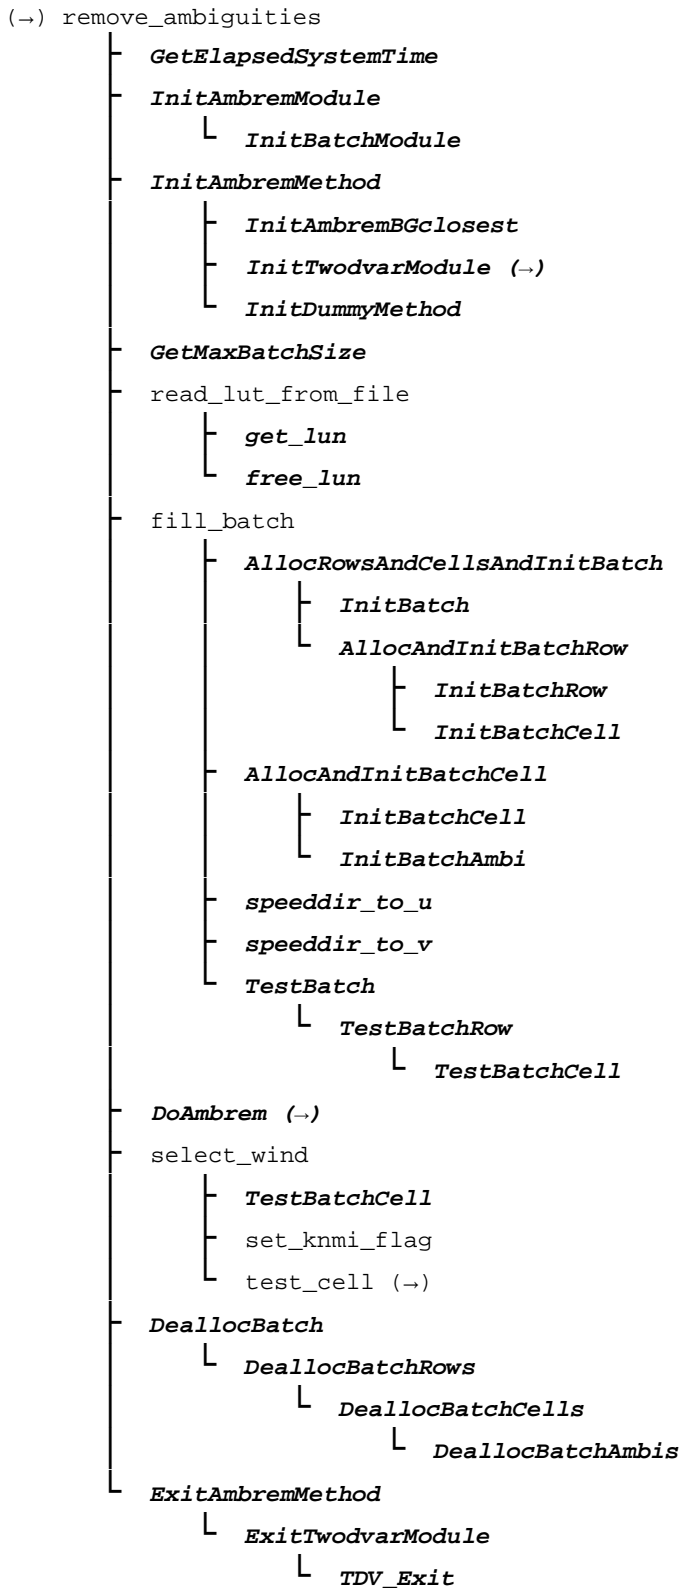 (→) remove_ambiguities
GetElapsedSystemTime
InitAmbremModule
InitBatchModule
InitAmbremMethod
InitAmbremBGclosest
InitTwodvarModule (→)
InitDummyMethod
GetMaxBatchSize
read_lut_from_file
get_lun
free_lun
fill_batch
AllocRowsAndCellsAndInitBatch
InitBatch
AllocAndInitBatchRow
InitBatchRow
InitBatchCell
AllocAndInitBatchCell
InitBatchCell
InitBatchAmbi
speeddir_to_u
speeddir_to_v
TestBatch
TestBatchRow
TestBatchCell
DoAmbrem (→)
select_wind
TestBatchCell
set_knmi_flag
test_cell (→)
DeallocBatch
DeallocBatchRows
DeallocBatchCells
DeallocBatchAmbis
ExitAmbremMethod
ExitTwodvarModule
TDV_Exit